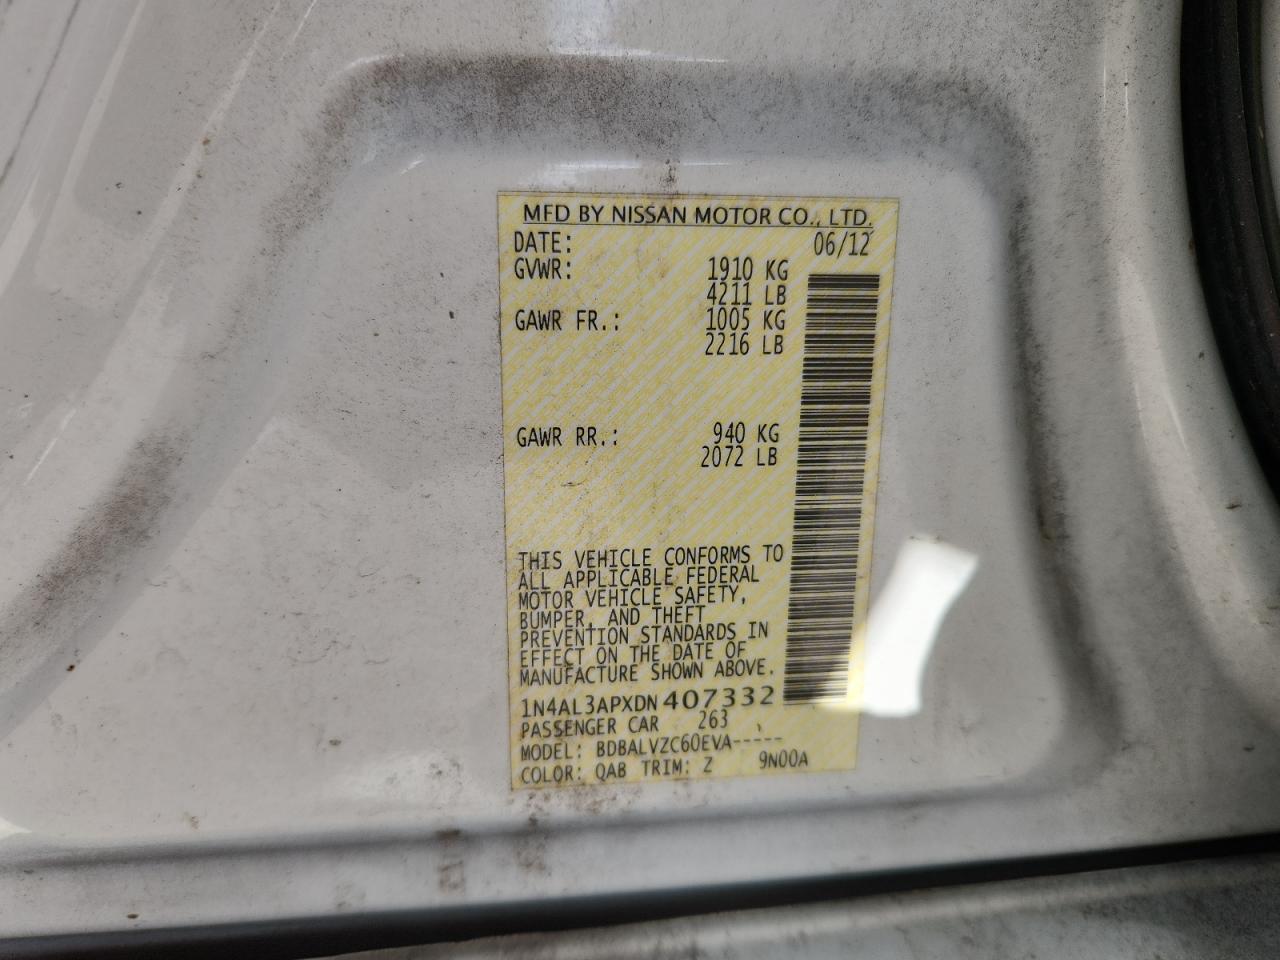 MFD BY NISSAN MOTOR CO., LTD.
DATE: 06/12
GVWR: 1910 KG
4211 LB
GAWR FR.: 1005 KG
2216 LB
GAWR RR.: 940 KG
2072 LB
THIS VEHICLE CONFORMS TO
ALL APPLICABLE FEDERAL
MOTOR VEHICLE SAFETY,
BUMPER, AND THEFT
PREVENTION STANDARDS IN
EFFECT ON THE DATE OF
MANUFACTURE SHOWN ABOVE.
1N4AL3APXDN407332
PASSENGER CAR 263
MODEL: BDBALVZC60EVA-----
COLOR: QAB TRIM: Z 9N00A